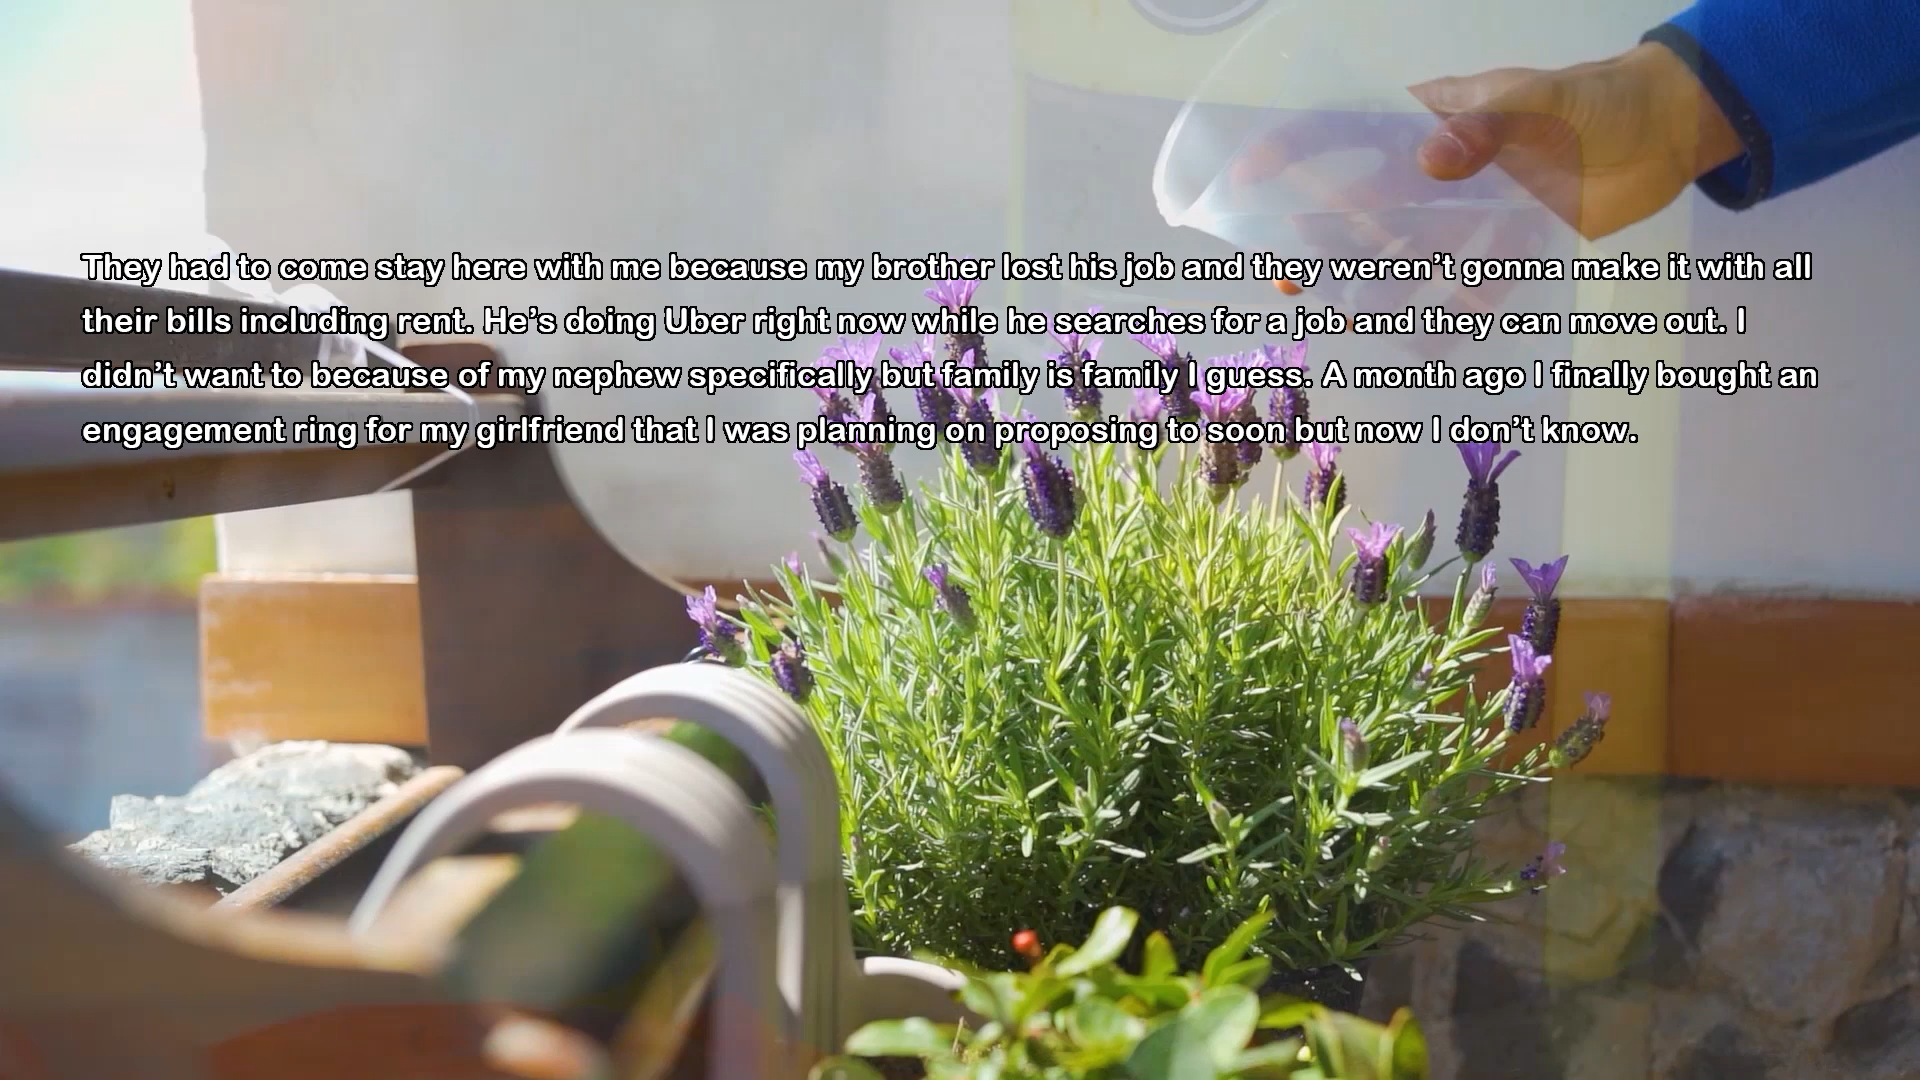 They had to come stay here with me because my brother lost his job and they weren’t gonna make it with all
their bills including rent. He’s doing Uber right now while he searches for a job and they can move out. I
didn’t want to because of my nephew specifically but family is family I guess. A month ago I finally bought an
engagement ring for my girlfriend that I was planning on proposing to soon but now I don’t know.